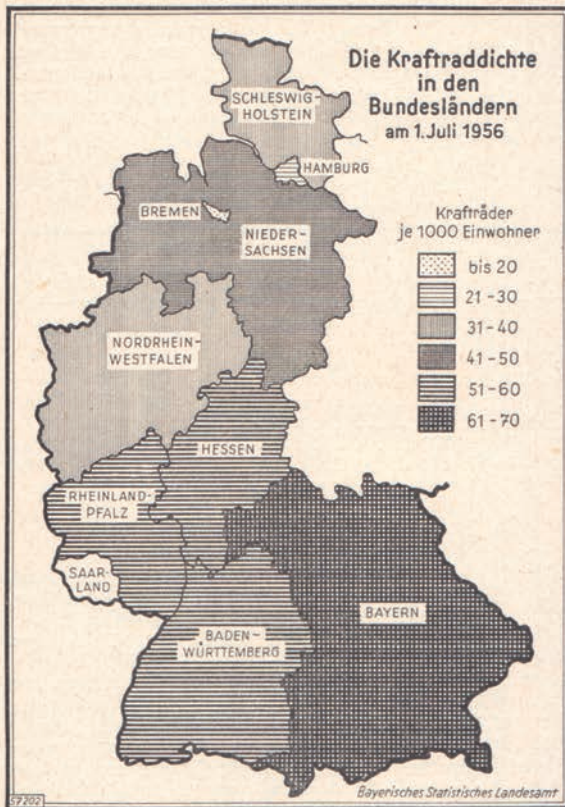 Die Kraftraddichte
in den
Bundesländern
am 1. Juli 1956
SCHLESWIG-
HOLSTEIN
HAMBURG
BREMEN
NIEDER-
SACHSEN
Krafträder
je 1000 Einwohner
bis 20
21-30
31-40
41-50
51-60
61-70
NORDRHEIN-
WESTFALEN
HESSEN
RHEINLAND-
PFALZ
SAAR-
LAND
BAYERN
BADEN-
WÜRTTEMBERG
57202
Bayerisches Statistisches Landesamt